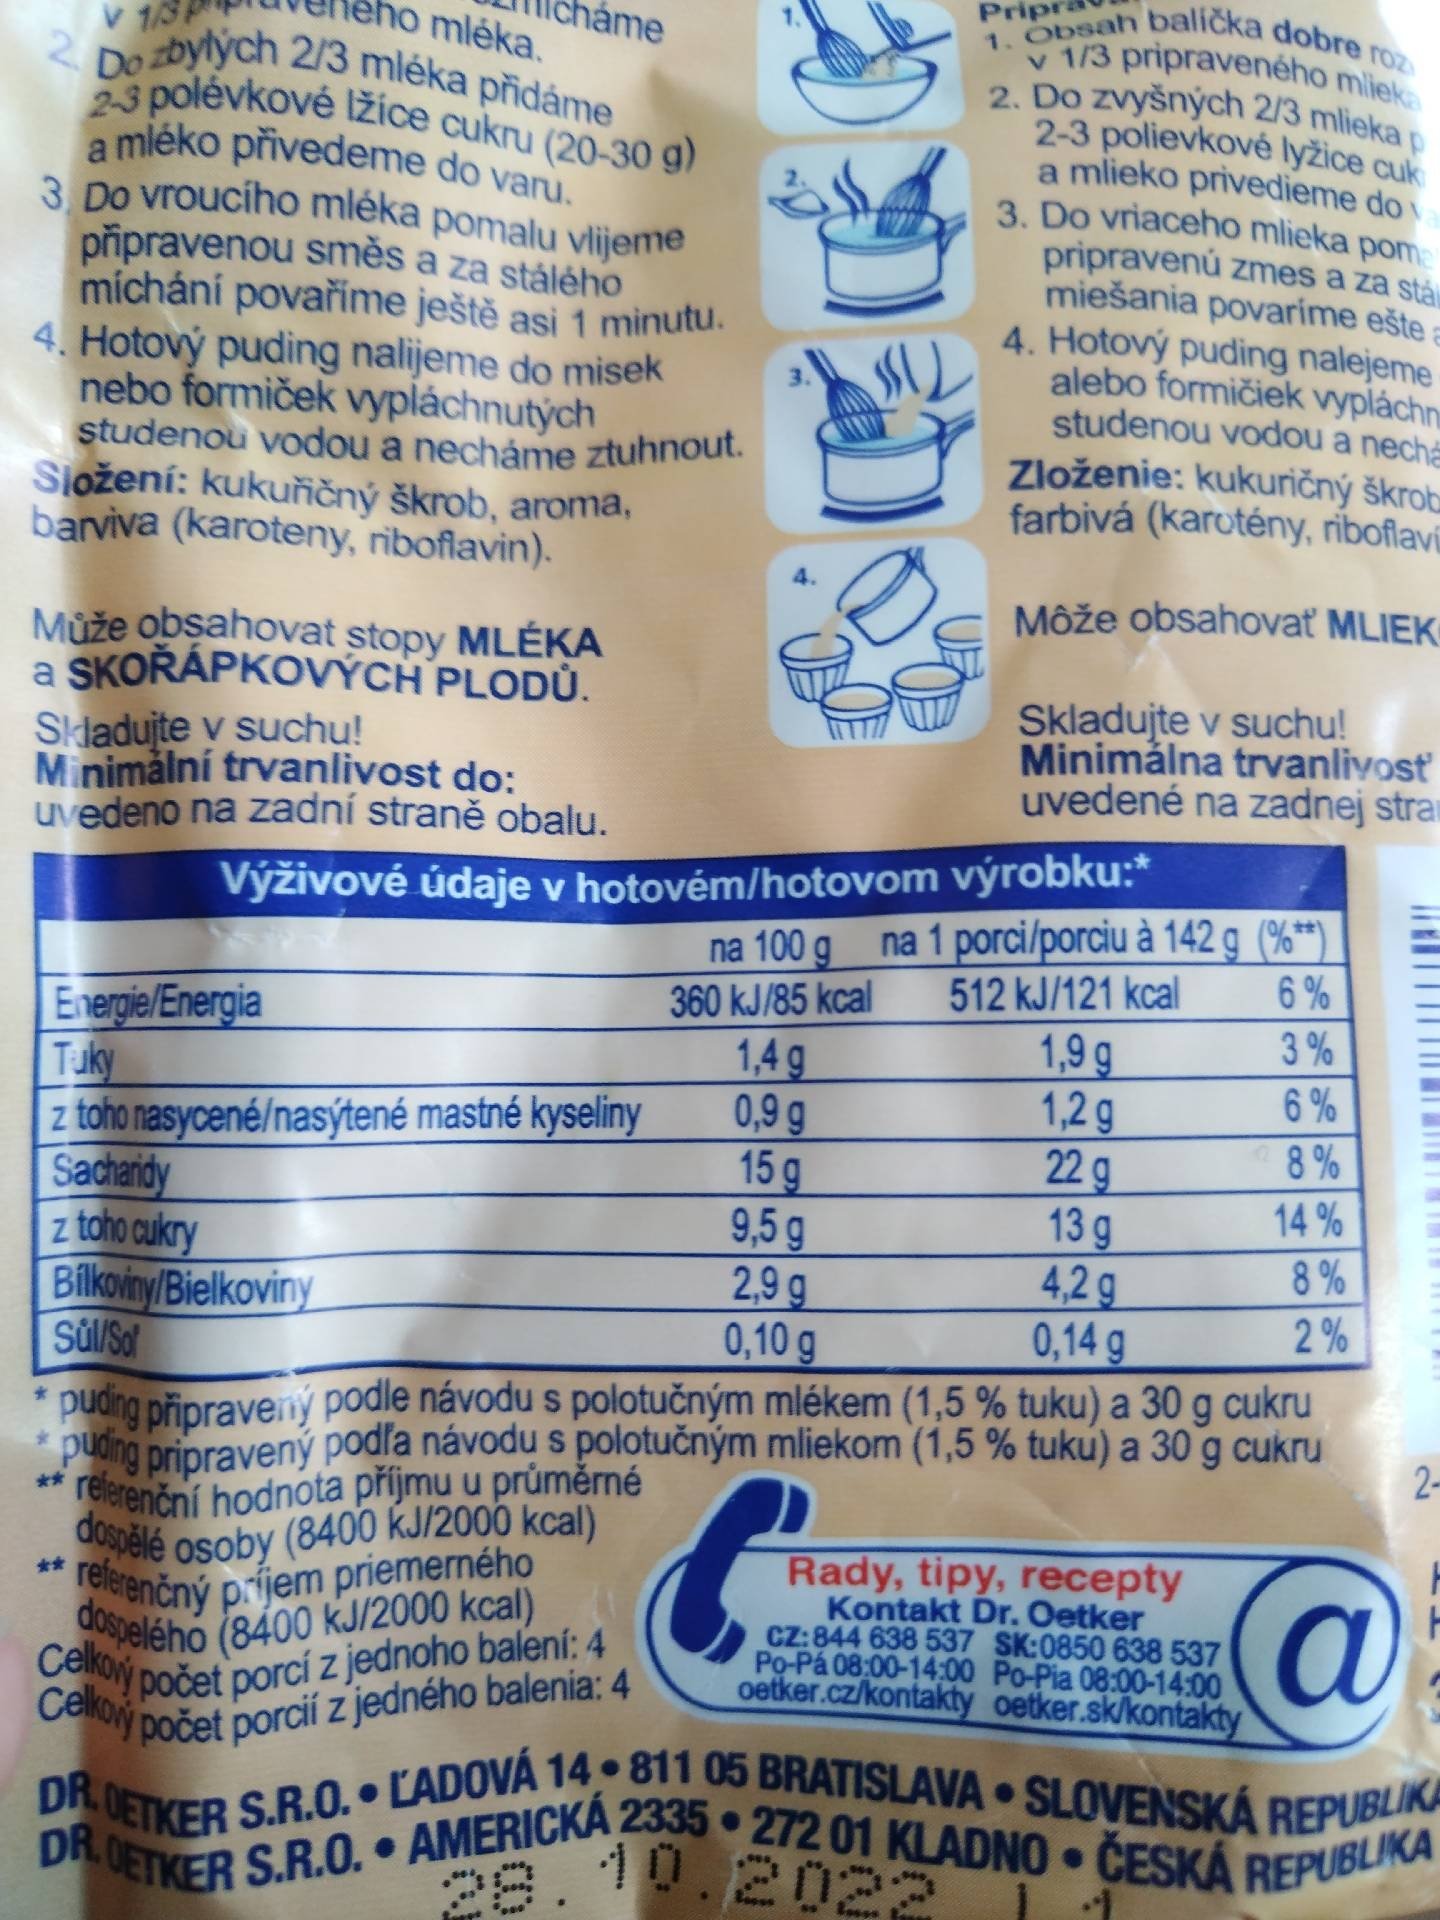 v 1/3
mléka.
2. Do zbylých 2/3 mléka přidáme
2-3 polévkové lžíce cukru (20-30 g)
a mléko přivedeme do varu.
3. Do vroucího mléka pomalu vlijeme
připravenou směs a za stálého
míchání povaříme ještě asi 1 minutu.
4. Hotový puding nalijeme do misek
nebo formiček vypláchnutých
studenou vodou a necháme ztuhnout.
Složení: kukuřičný škrob, aroma,
barviva (karoteny, riboflavin).
Může obsahovat stopy MLÉKA
a SKOŘÁPKOVÝCH PLODŮ.
Skladujte v suchu!
Minimální trvanlivost do:
uvedeno na zadní straně obalu.
1.
2.
3.
4.
1. Obsah balíčka dobre
v 1/3 pripraveného mlieka
2. Do zvyšných 2/3 mlieka
2-3 polievkové lyžice
a mlieko privedieme do
3. Do vriaceho mlieka
pripravenú zmes a za
miešania povaríme ešte
4. Hotový puding nalejeme
alebo formičiek
studenou vodou a
Zloženie: kukuričný škrob
farbivá (karotény,
Môže obsahovať
Skladujte v suchu!
Minimálna trvanlivosť
uvedené na zadnej
Výživové údaje v hotovém/hotovom výrobku:*
na 100 g na 1 porci/porciu à 142 g (%**)
Energie/Energia 360 kJ/85 kcal 512 kJ/121 kcal 6 %
Tuky 1,4 g 1,9 g 3 %
z toho nasycené/nasýtené mastné kyseliny 0,9 g 1,2 g 6 %
Sacharidy 15 g 22 g 8 %
z toho cukry 9,5 g 13 g 14 %
Bílkoviny/Bielkoviny 2,9 g 4,2 g 8 %
Sůl/Soľ 0,10 g 0,14 g 2 %
* puding připravený podle návodu s polotučným mlékem (1,5 % tuku) a 30 g cukru
* puding pripravený podľa návodu s polotučným mliekom (1,5 % tuku) a 30 g cukru
** referenční hodnota příjmu u průměrné
dospělé osoby (8400 kJ/2000 kcal)
** referenčný príjem priemerného
dospelého (8400 kJ/2000 kcal)
Celkový počet porcí z jednoho balení: 4
Celkový počet porcií z jedného balenia: 4
Rady, tipy, recepty
Kontakt Dr. Oetker
CZ:844 638 537 SK:0850 638 537
Po-Pá 08:00-14:00 Po-Pia 08:00-14:00
oetker.cz/kontakty oetker.sk/kontakty
@
DR. OETKER S.R.O. • ĽADOVÁ 14 • 811 05 BRATISLAVA • SLOVENSKÁ REPUBLIKA
DR. OETKER S.R.O. • AMERICKÁ 2335 • 272 01 KLADNO • ČESKÁ REPUBLIKA
28.10.2022